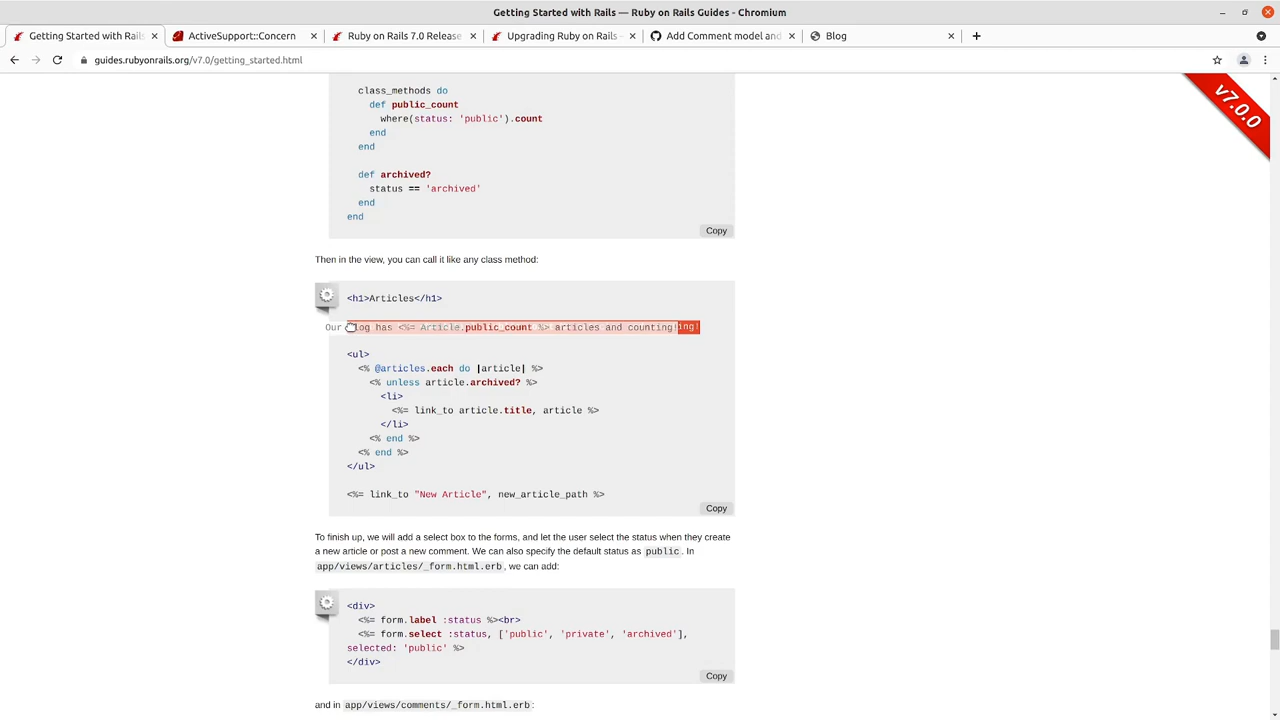 Getting Started with Rails — Ruby on Rails Guides - Chromium
Getting Started with Rails
ActiveSupport::Concern
Ruby on Rails 7.0 Release
Upgrading Ruby on Rails –
Add Comment model and
Blog
guides.rubyonrails.org/v7.0/getting_started.html
v7.0.0
class_methods do
def public_count
where(status: 'public').count
end
end
def archived?
status == 'archived'
end
end
Copy
Then in the view, you can call it like any class method:
<h1>Articles</h1>
Our blog has <%= Article.public_count %> articles and counting!
<ul>
<% @articles.each do |article| %>
<% unless article.archived? %>
<li>
<%= link_to article.title, article %>
</li>
<% end %>
<% end %>
</ul>
<%= link_to "New Article", new_article_path %>
Copy
To finish up, we will add a select box to the forms, and let the user select the status when they create
a new article or post a new comment. We can also specify the default status as public. In
app/views/articles/_form.html.erb, we can add:
<div>
<%= form.label :status %><br>
<%= form.select :status, ['public', 'private', 'archived'],
selected: 'public' %>
</div>
Copy
and in app/views/comments/_form.html.erb: